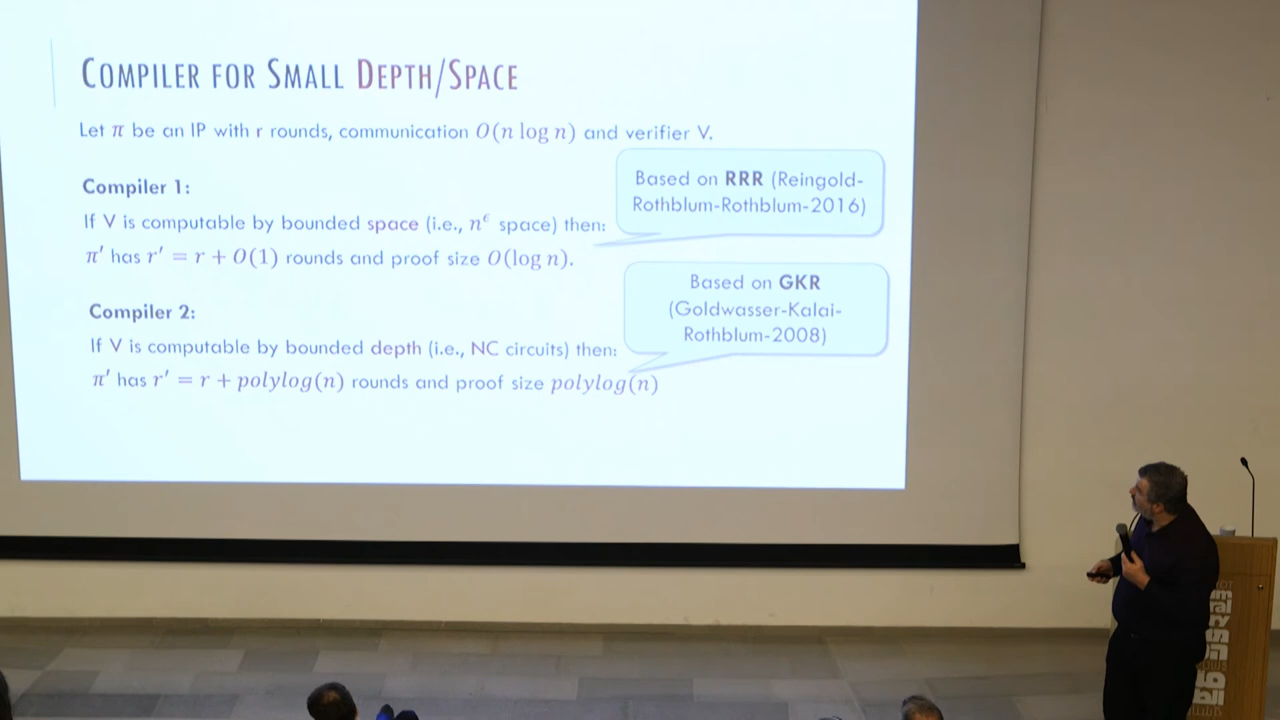 COMPILER FOR SMALL DEPTH/SPACE
Let π be an IP with r rounds, communication O(n log n) and verifier V.
Compiler 1:
If V is computable by bounded space (i.e., n^ϵ space) then:
π′ has r′ = r + O(1) rounds and proof size O(log n).
Based on RRR (Reingold-
Rothblum-Rothblum-2016)
Compiler 2:
If V is computable by bounded depth (i.e., NC circuits) then:
π′ has r′ = r + polylog(n) rounds and proof size polylog(n)
Based on GKR
(Goldwasser-Kalai-
Rothblum-2008)